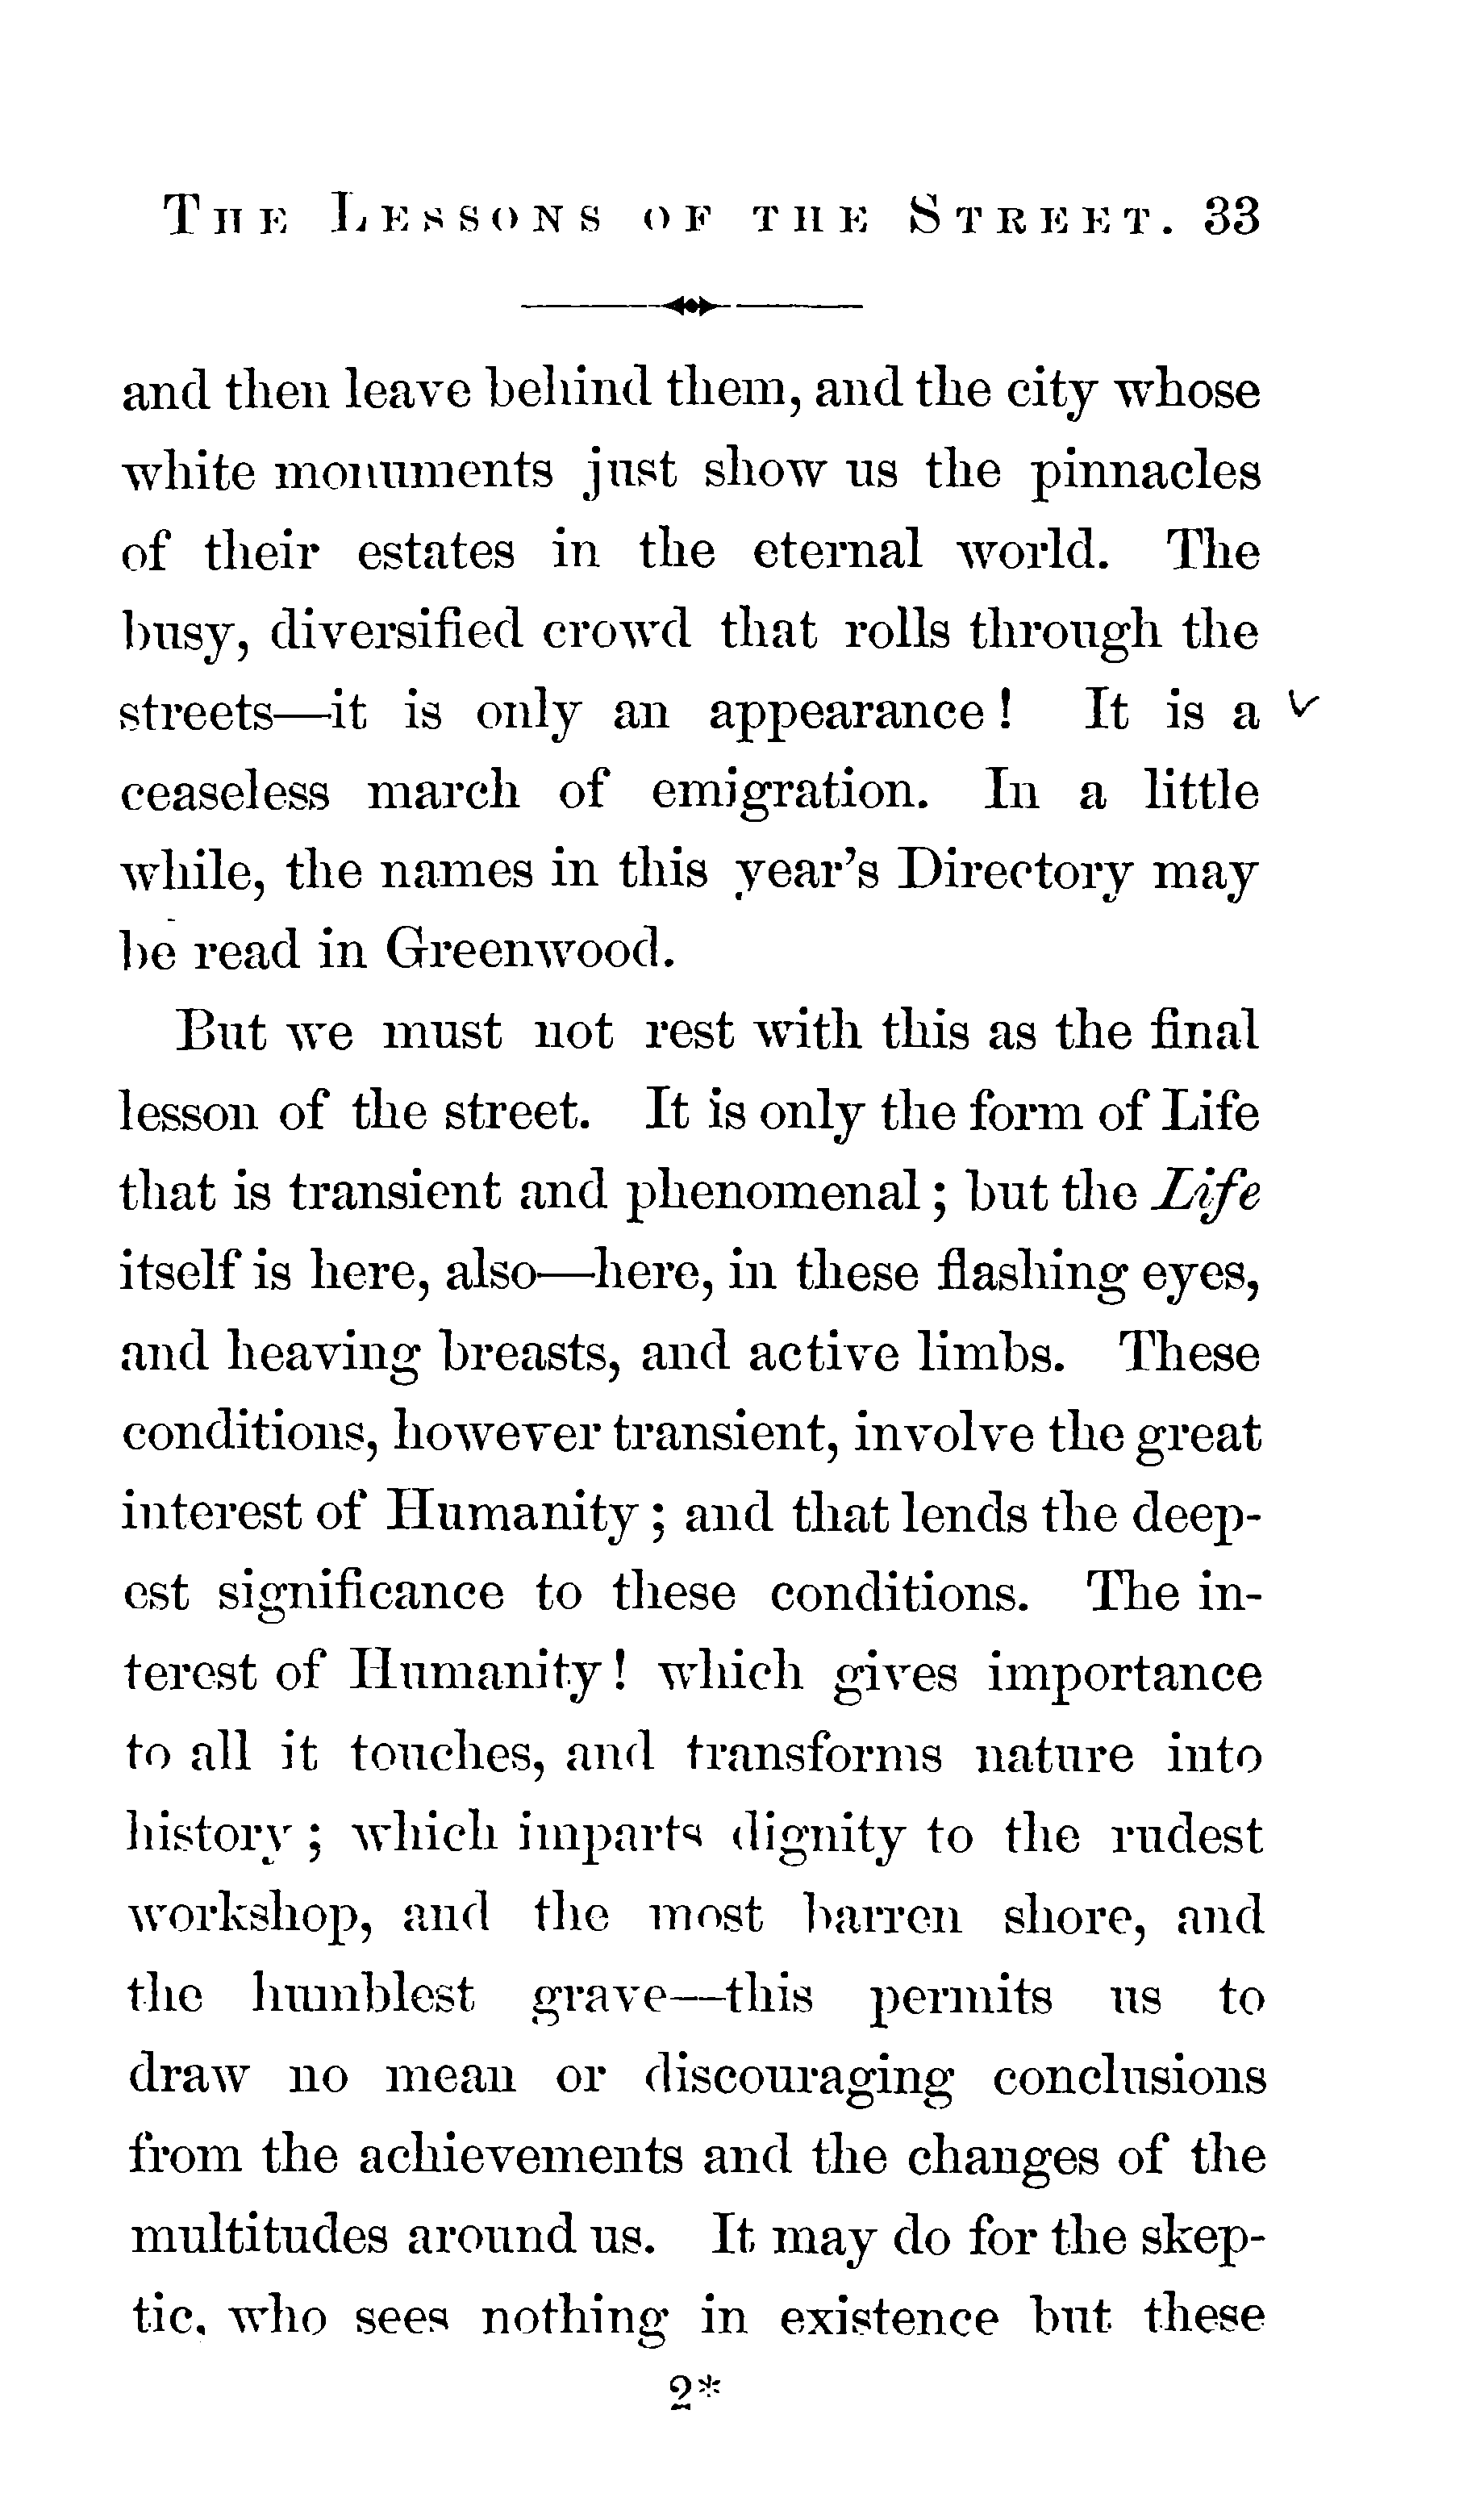 THE LESSONS OF THE STREET. 33
and then leave behind them, and the city whose
white monuments just show us the pinnacles
of their estates in the eternal world. The
busy, diversified crowd that rolls through the
streets—it is only an appearance! It is a
ceaseless march of emigration. In a little
while, the names in this year's Directory may
be read in Greenwood.
But we must not rest with this as the final
lesson of the street. It is only the form of Life
that is transient and phenomenal; but the Life
itself is here, also—here, in these flashing eyes,
and heaving breasts, and active limbs. These
conditions, however transient, involve the great
interest of Humanity; and that lends the deep-
est significance to these conditions. The in-
terest of Humanity! which gives importance
to all it touches, and transforms nature into
history; which imparts dignity to the rudest
workshop, and the most barren shore, and
the humblest grave—this permits us to
draw no mean or discouraging conclusions
from the achievements and the changes of the
multitudes around us. It may do for the skep-
tic, who sees nothing in existence but these
2*